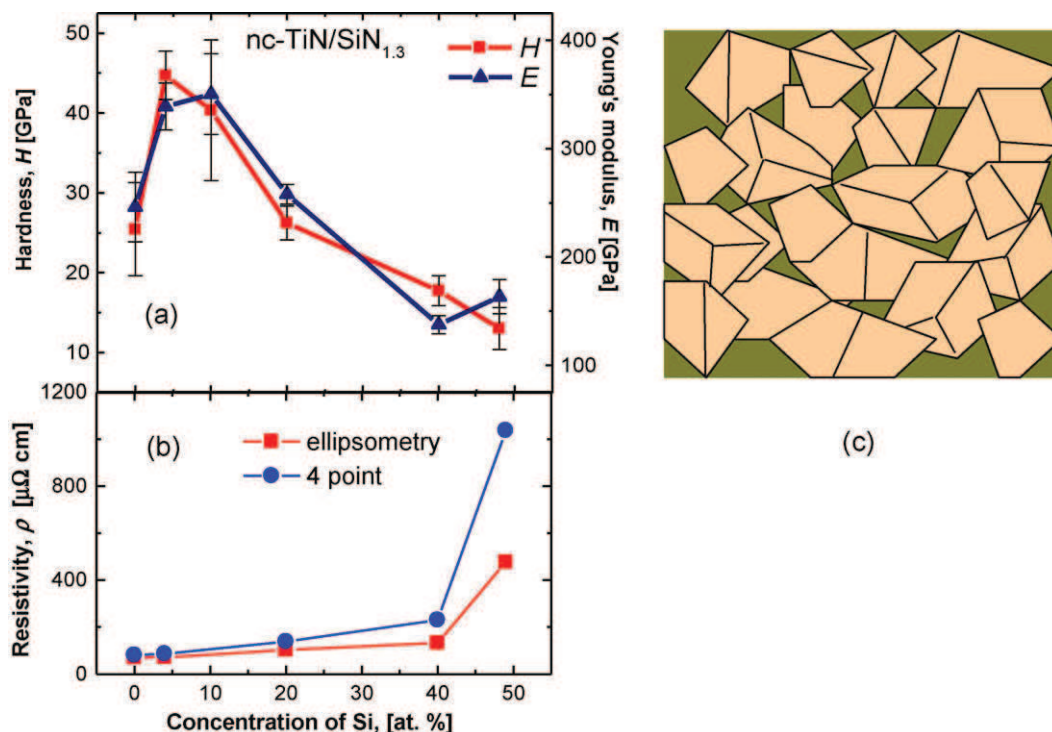 nc-TiN/SiN1.3
H
E
50
40
30
20
10
Hardness, H [GPa]
400
300
200
100
Young's modulus, E [GPa]
(a)
1200
800
400
0
Resistivity, ρ [μΩ cm]
(b)
ellipsometry
4 point
0 10 20 30 40 50
Concentration of Si, [at. %]
(c)